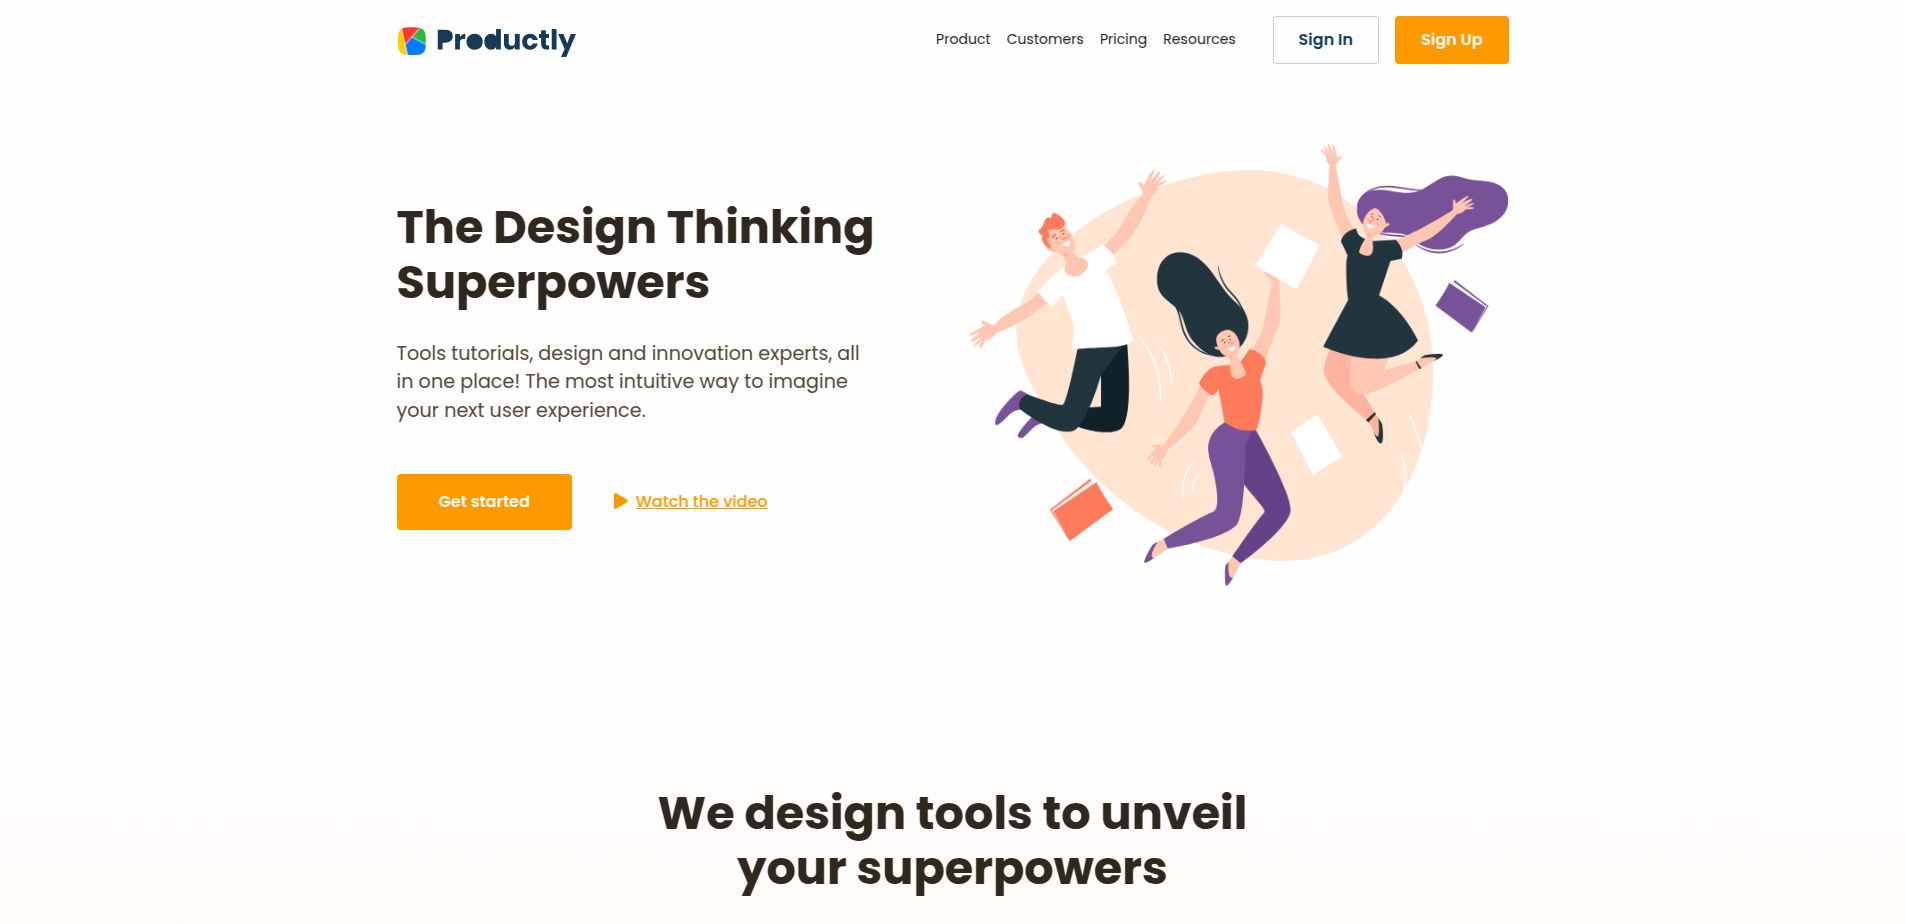 Productly
Product Customers Pricing Resources Sign In Sign Up
The Design Thinking
Superpowers
Tools tutorials, design and innovation experts, all
in one place! The most intuitive way to imagine
your next user experience.
Get started Watch the video
We design tools to unveil
your superpowers